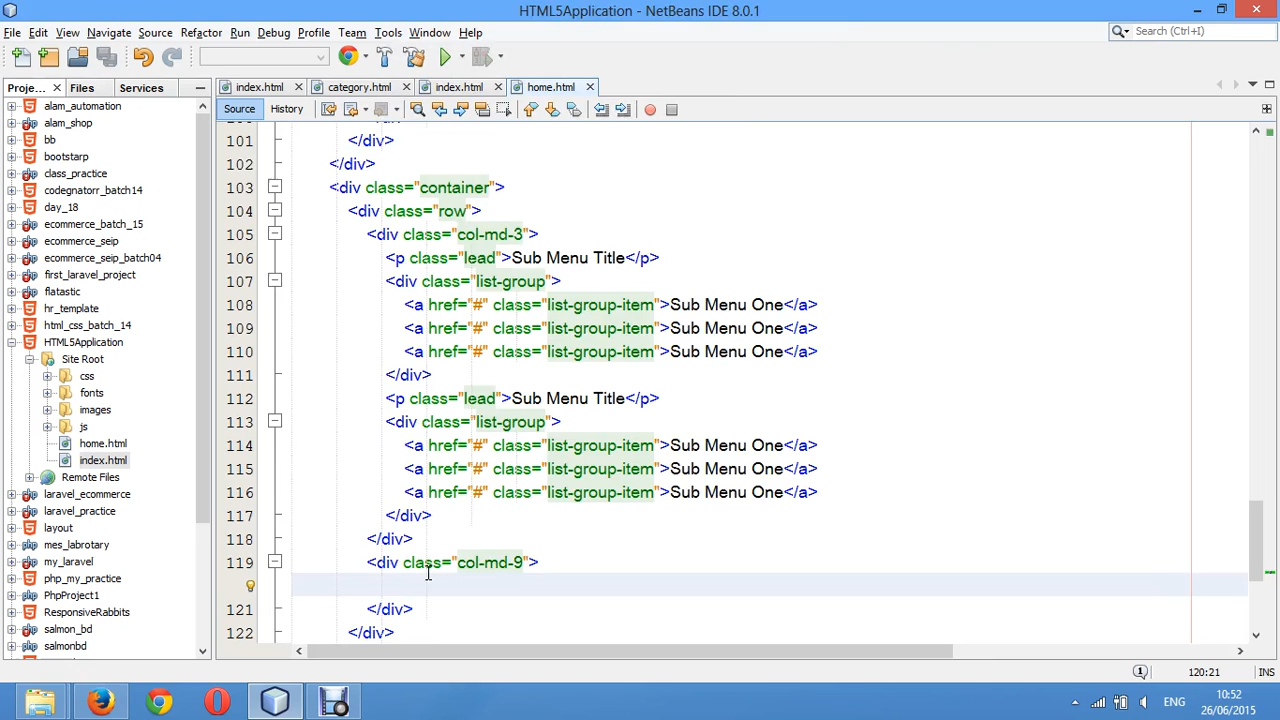 HTML5Application - NetBeans IDE 8.0.1
File Edit View Navigate Source Refactor Run Debug Profile Team Tools Window Help
Search (Ctrl+I)
Proje... Files Services
index.html category.html index.html home.html
Source History
alam_automation
alam_shop
bb
bootstarp
class_practice
codegnatorr_batch14
day_18
ecommerce_batch_15
ecommerce_seip
ecommerce_seip_batch04
first_laravel_project
flatastic
hr_template
html_css_batch_14
HTML5Application
Site Root
css
fonts
images
js
home.html
index.html
Remote Files
laravel_ecommerce
laravel_practice
layout
mes_labrotary
my_laravel
php_my_practice
PhpProject1
ResponsiveRabbits
salmon_bd
salmonbd
101 </div>
102 </div>
103 <div class="container">
104 <div class="row">
105 <div class="col-md-3">
106 <p class="lead">Sub Menu Title</p>
107 <div class="list-group">
108 <a href="#" class="list-group-item">Sub Menu One</a>
109 <a href="#" class="list-group-item">Sub Menu One</a>
110 <a href="#" class="list-group-item">Sub Menu One</a>
111 </div>
112 <p class="lead">Sub Menu Title</p>
113 <div class="list-group">
114 <a href="#" class="list-group-item">Sub Menu One</a>
115 <a href="#" class="list-group-item">Sub Menu One</a>
116 <a href="#" class="list-group-item">Sub Menu One</a>
117 </div>
118 </div>
119 <div class="col-md-9">
121 </div>
122 </div>
1 120:21 INS
ENG
10:52
26/06/2015